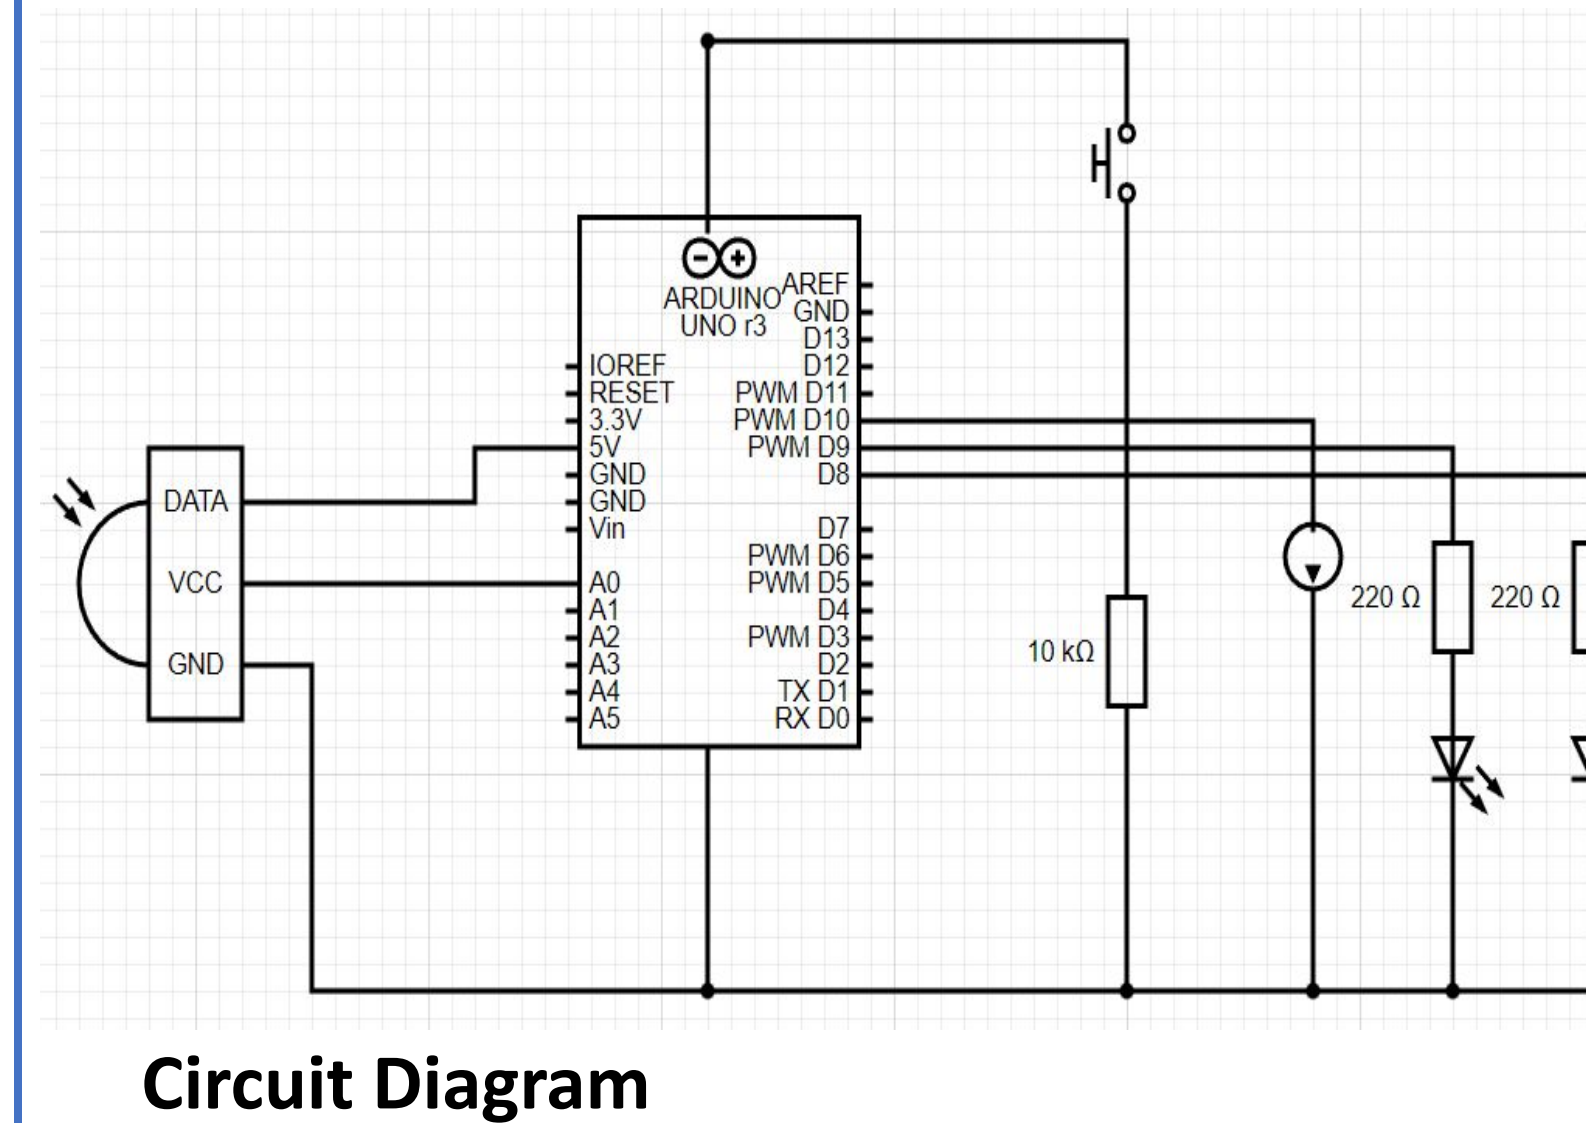 ARDUINO
UNO r3
AREF
GND
D13
D12
PWM D11
PWM D10
PWM D9
D8
D7
PWM D6
PWM D5
D4
PWM D3
D2
TX D1
RX D0
IOREF
RESET
3.3V
5V
GND
GND
Vin
A0
A1
A2
A3
A4
A5
DATA
VCC
GND
10 kΩ
220 Ω
220 Ω
Circuit Diagram